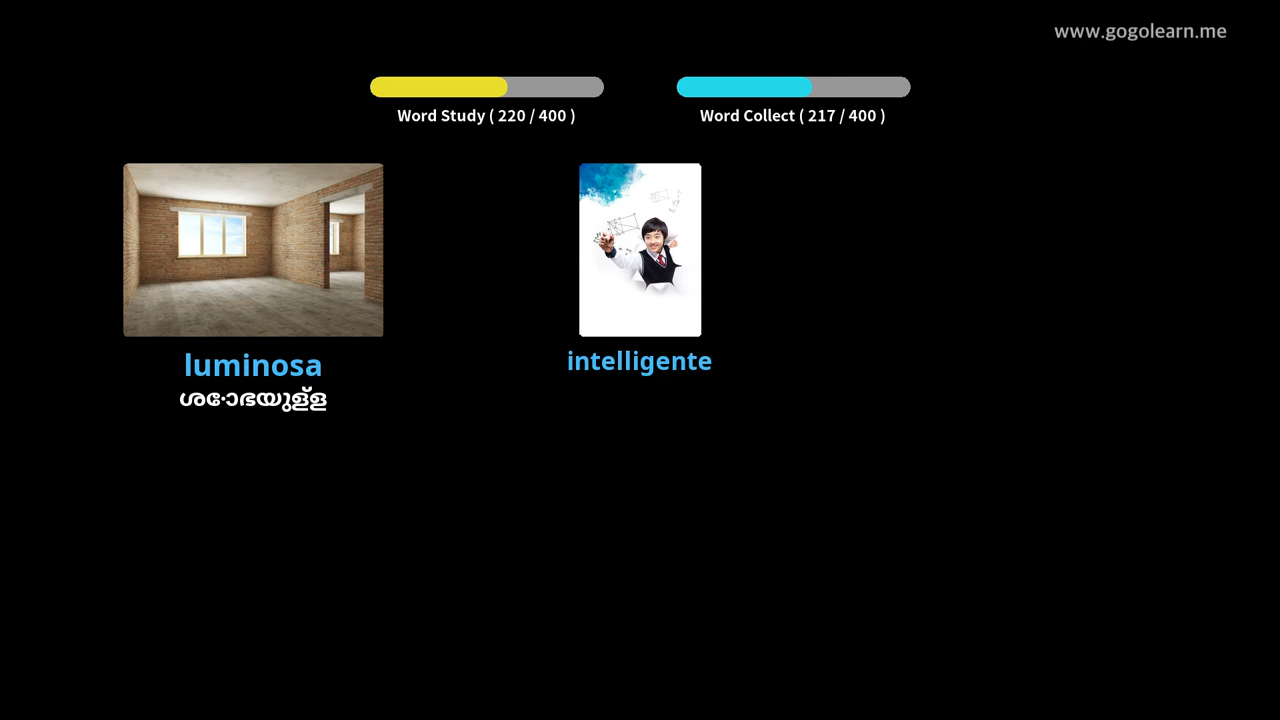 www.gogolearn.me
Word Study ( 220 / 400 )
Word Collect ( 217 / 400 )
luminosa
ശോഭയുള്ള
intelligente